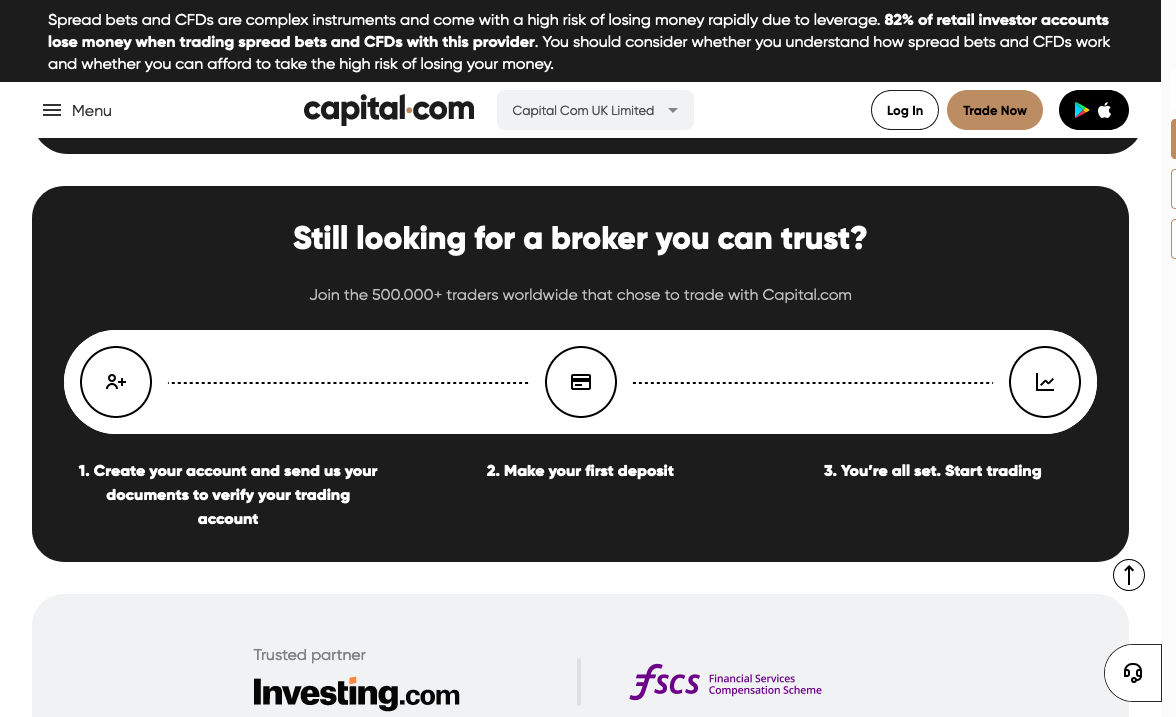 Spread bets and CFDs are complex instruments and come with a high risk of losing money rapidly due to leverage. 82% of retail investor accounts
lose money when trading spread bets and CFDs with this provider. You should consider whether you understand how spread bets and CFDs work
and whether you can afford to take the high risk of losing your money.
Menu
capital.com
Capital Com UK Limited
Log In
Trade Now
Still looking for a broker you can trust?
Join the 500.000+ traders worldwide that chose to trade with Capital.com
1. Create your account and send us your
documents to verify your trading
account
2. Make your first deposit
3. You’re all set. Start trading
Trusted partner
Investing.com
fscs
Financial Services
Compensation Scheme